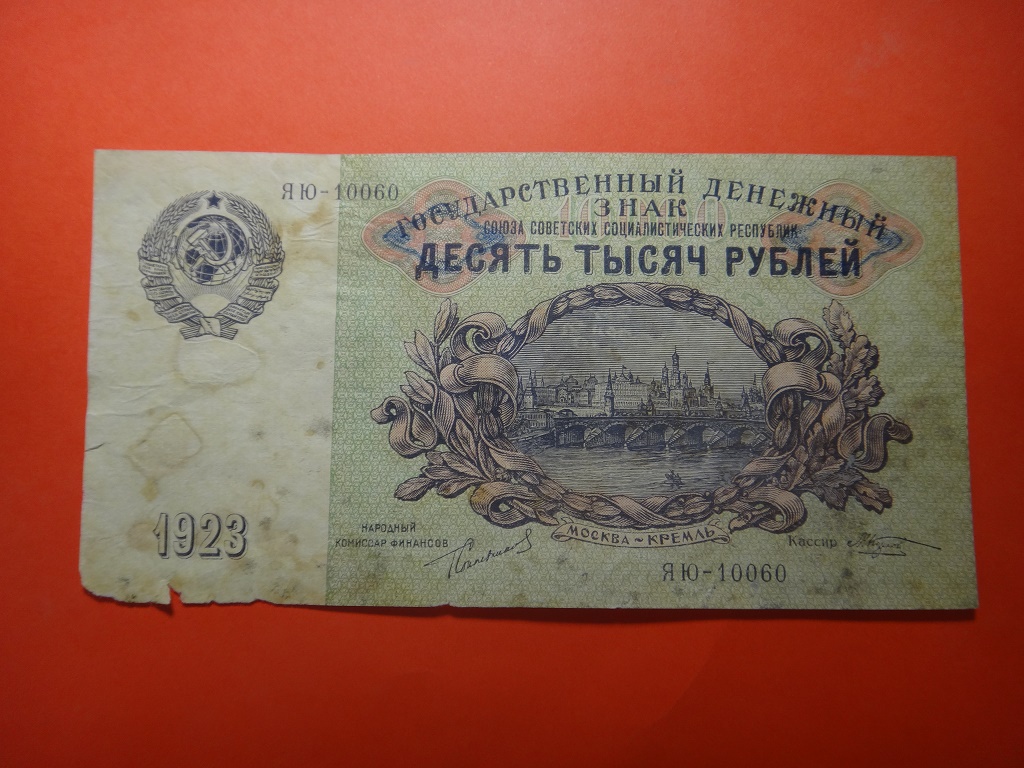 ЯЮ-10060
ГОСУДАРСТВЕННЫЙ ДЕНЕЖНЫЙ
ЗНАК
10000
СОЮЗА СОВЕТСКИХ СОЦИАЛИСТИЧЕСКИХ РЕСПУБЛИК
ДЕСЯТЬ ТЫСЯЧ РУБЛЕЙ
1923
НАРОДНЫЙ
КОМИССАР ФИНАНСОВ
МОСКВА~КРЕМЛЬ
Кассир
ЯЮ-10060